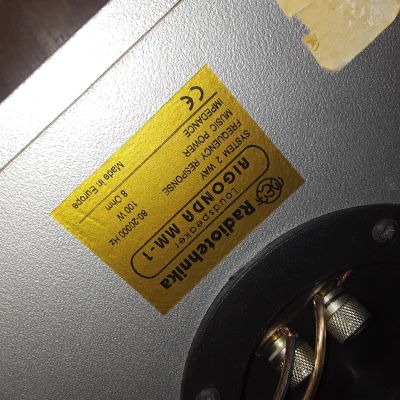 Radiotehnika
Loudspeaker
RIGONDA MM-1
SYSTEM 2 WAY
FREQUENCY RESPONSE 80-20000 Hz
MUSIC POWER 100 W
IMPEDANCE 8 Ohm
CE Made in Europe